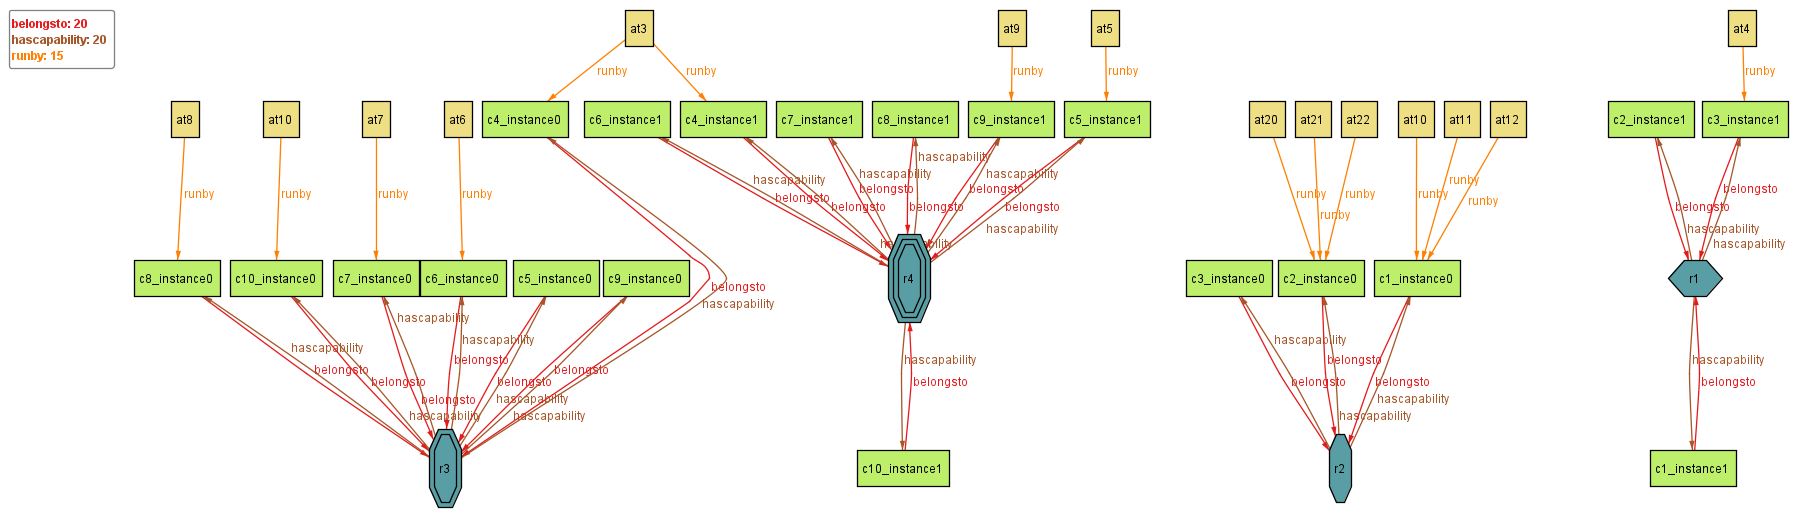 belongsto: 20
hascapability: 20
runby: 15
at3
at9
at5
at4
runby
runby
runby
runby
runby
at8
at10
at7
at6
c4_instance0
c6_instance1
c4_instance1
c7_instance1
c8_instance1
c9_instance1
c5_instance1
at20
at21
at22
at10
at11
at12
c2_instance1
c3_instance1
hascapability
hascapability
hascapability
hascapability
runby
runby
runby
runby
belongsto
belongsto
belongsto
belongsto
belongsto
runby
runby
runby
runby
runby
runby
belongsto
belongsto
hascapability
hascapability
hascapability
hascapability
c8_instance0
c10_instance0
c7_instance0
c6_instance0
c5_instance0
c9_instance0
r4
c3_instance0
c2_instance0
c1_instance0
r1
belongsto
hascapability
hascapability
hascapability
hascapability
hascapability
belongsto
belongsto
belongsto
belongsto
belongsto
belongsto
hascapability
hascapability
hascapability
hascapability
belongsto
hascapability
belongsto
belongsto
belongsto
hascapability
hascapability
hascapability
belongsto
r3
c10_instance1
r2
c1_instance1